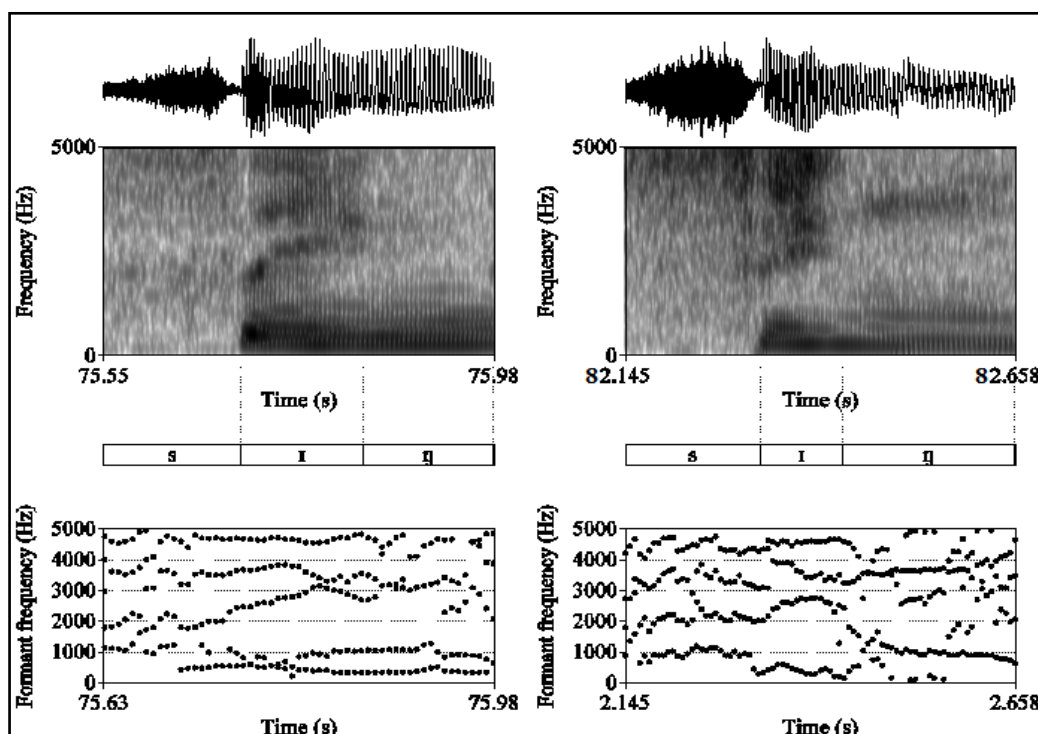 5000
5000
Frequency (Hz)
Frequency (Hz)
0
0
75.55
75.98
82.145
82.658
Time (s)
Time (s)
s
ɪ
ŋ
s
ɪ
ŋ
Formant frequency (Hz)
5000
4000
3000
2000
1000
0
75.63
75.98
Time (s)
Formant frequency (Hz)
5000
4000
3000
2000
1000
0
2.145
2.658
Time (s)